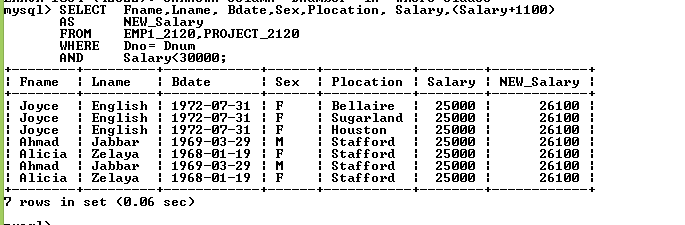 mysql> SELECT Fname,Lname, Bdate,Sex,Plocation, Salary,(Salary+1100)
AS NEW_Salary
FROM EMP1_2120,PROJECT_2120
WHERE Dno= Dnum
AND Salary<30000;
| Fname | Lname | Bdate | Sex | Plocation | Salary | NEW_Salary |
| Joyce | English | 1972-07-31 | F | Bellaire | 25000 | 26100 |
| Joyce | English | 1972-07-31 | F | Sugarland | 25000 | 26100 |
| Joyce | English | 1972-07-31 | F | Houston | 25000 | 26100 |
| Ahmad | Jabbar | 1969-03-29 | M | Stafford | 25000 | 26100 |
| Alicia | Zelaya | 1968-01-19 | F | Stafford | 25000 | 26100 |
| Ahmad | Jabbar | 1969-03-29 | M | Stafford | 25000 | 26100 |
| Alicia | Zelaya | 1968-01-19 | F | Stafford | 25000 | 26100 |
7 rows in set (0.06 sec)
mysql>